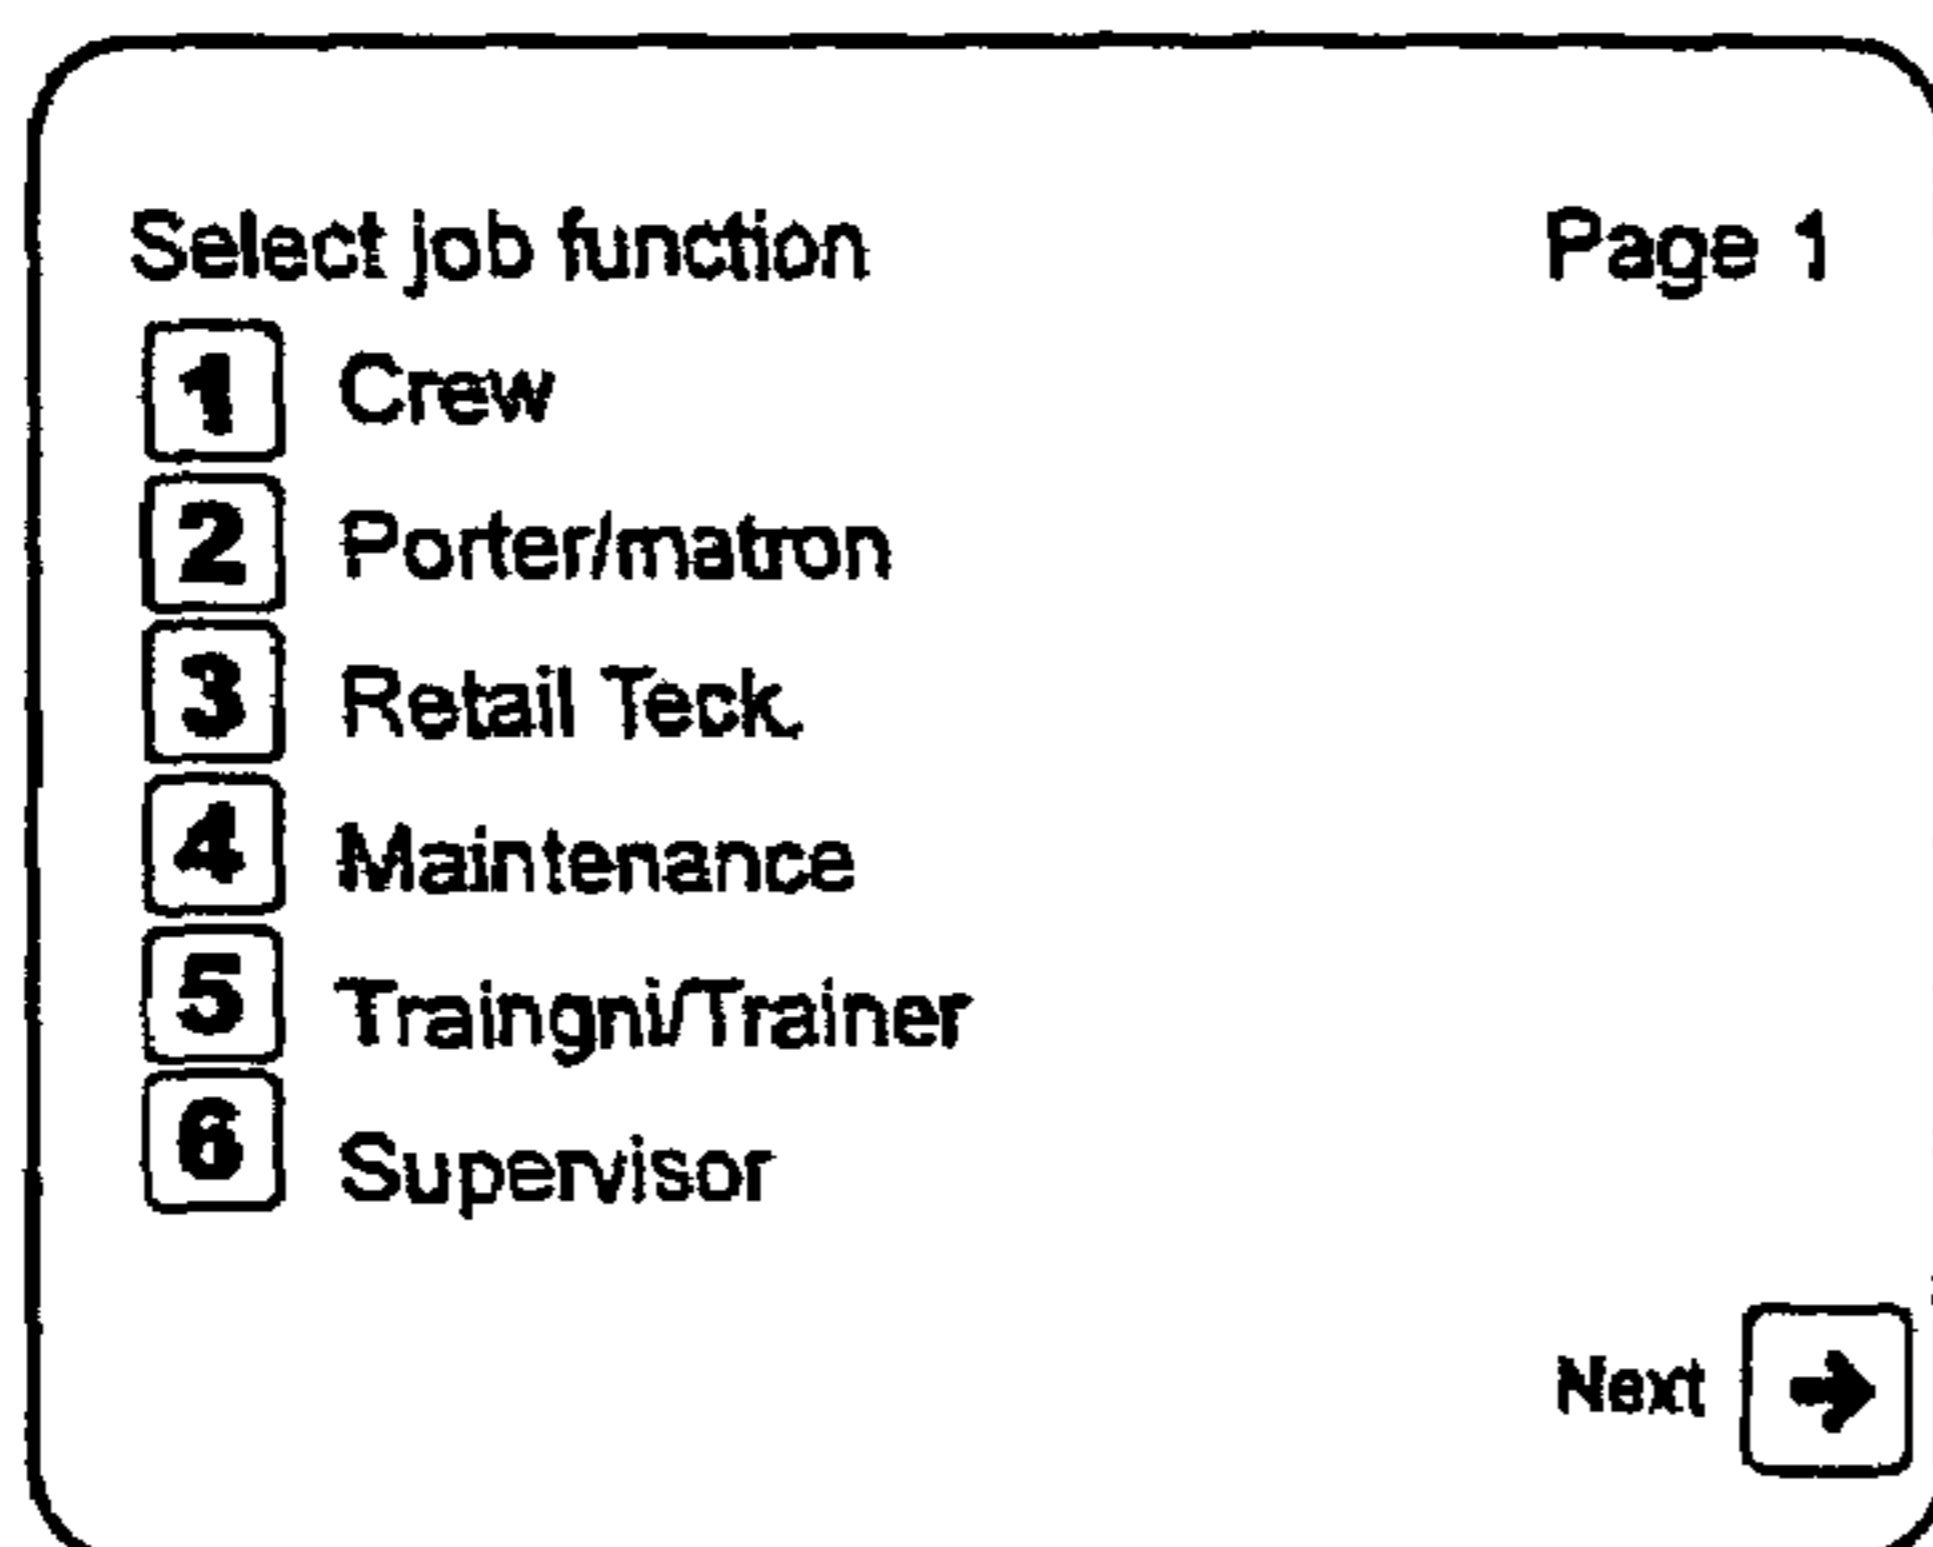 Select job function Page 1
1 Crew
2 Porter/matron
3 Retail Teck.
4 Maintenance
5 Traingni/Trainer
6 Supervisor
Next